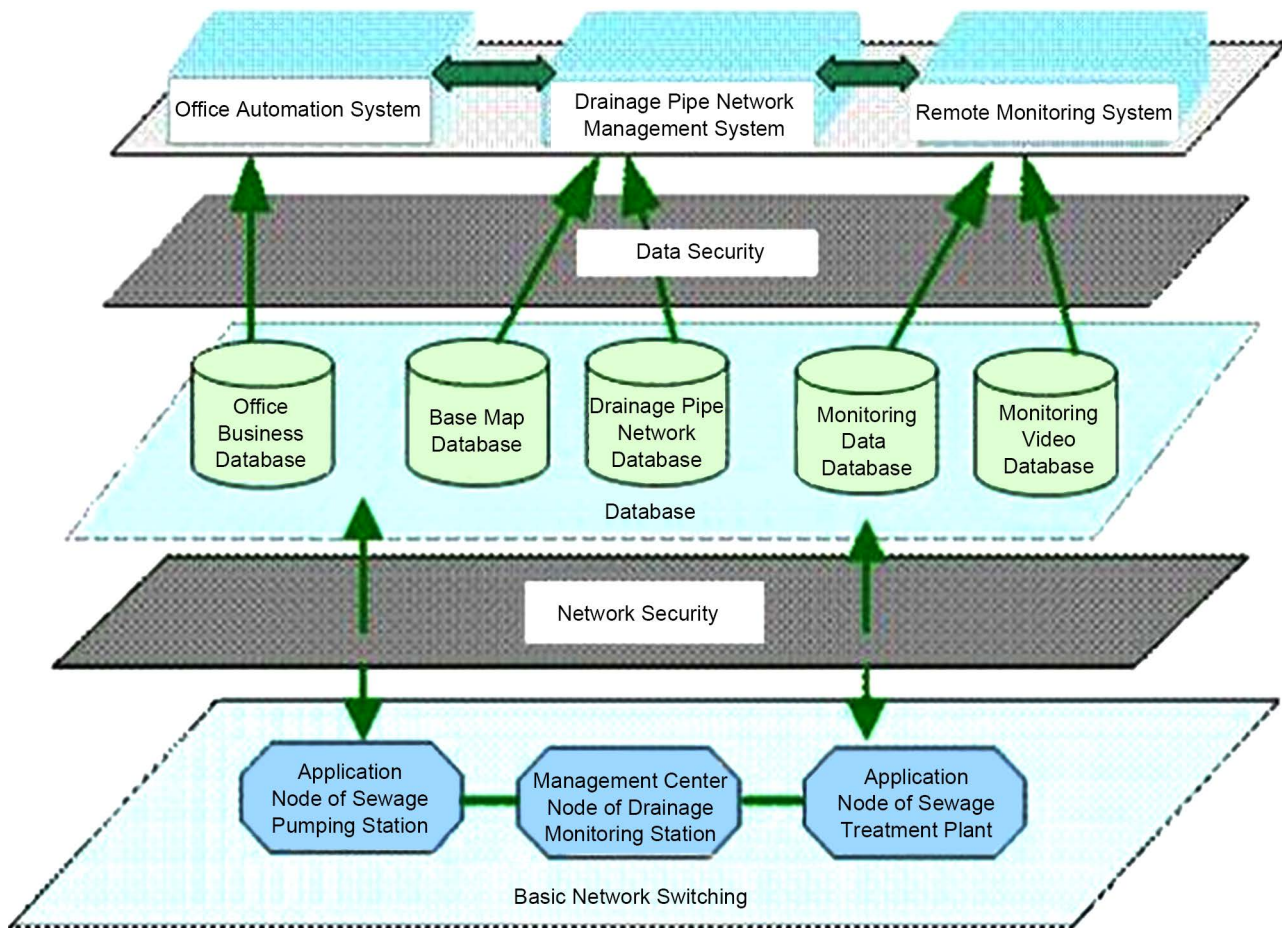 Office Automation System
Drainage Pipe Network
Management System
Remote Monitoring System
Data Security
Office
Business
Database
Base Map
Database
Drainage Pipe
Network
Database
Monitoring
Data
Database
Monitoring
Video
Database
Database
Network Security
Application
Node of Sewage
Pumping Station
Management Center
Node of Drainage
Monitoring Station
Application
Node of Sewage
Treatment Plant
Basic Network Switching